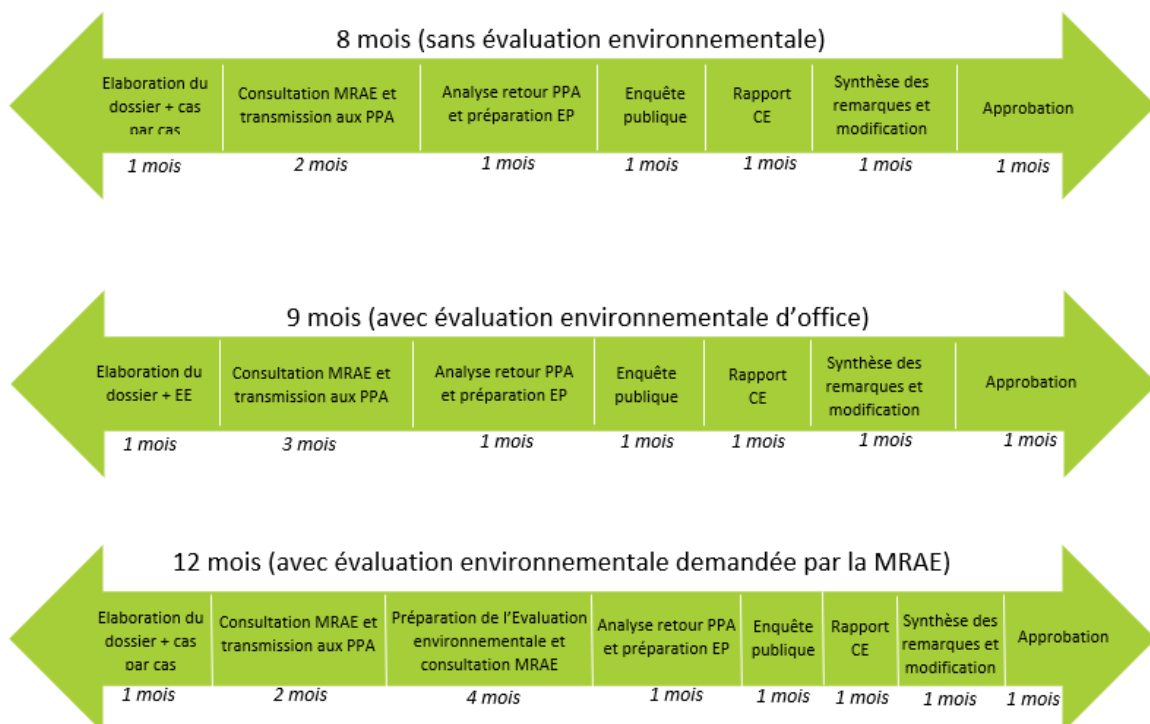 8 mois (sans évaluation environnementale)
Elaboration du
dossier + cas
par cas
Consultation MRAE et
transmission aux PPA
Analyse retour PPA
et préparation EP
Enquête
publique
Rapport
CE
Synthèse des
remarques et
modification
Approbation
1 mois
2 mois
1 mois
1 mois
1 mois
1 mois
1 mois
9 mois (avec évaluation environnementale d’office)
Elaboration du
dossier + EE
Consultation MRAE et
transmission aux PPA
Analyse retour PPA
et préparation EP
Enquête
publique
Rapport
CE
Synthèse des
remarques et
modification
Approbation
1 mois
3 mois
1 mois
1 mois
1 mois
1 mois
1 mois
12 mois (avec évaluation environnementale demandée par la MRAE)
Elaboration du
dossier + cas
par cas
Consultation MRAE et
transmission aux PPA
Préparation de l’Evaluation
environnementale et
consultation MRAE
Analyse retour PPA
et préparation EP
Enquête
publique
Rapport
CE
Synthèse des
remarques et
modification
Approbation
1 mois
2 mois
4 mois
1 mois
1 mois
1 mois
1 mois
1 mois